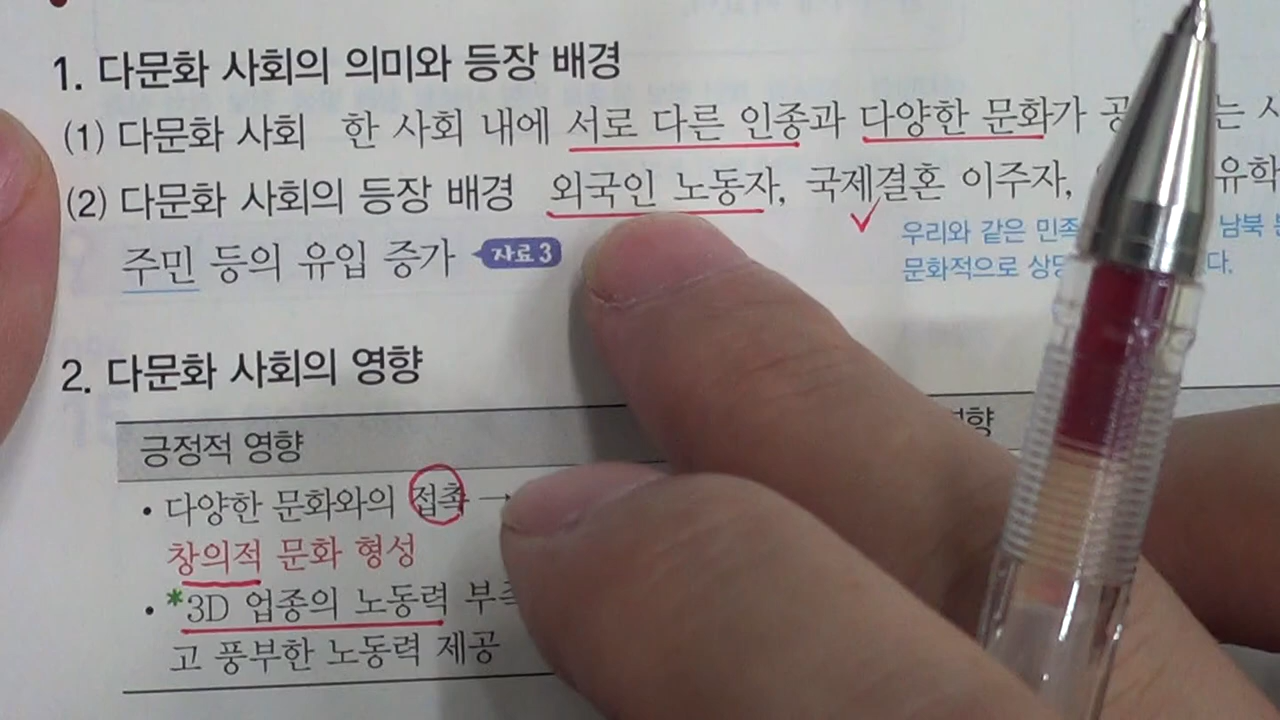 1. 다문화 사회의 의미와 등장 배경
(1) 다문화 사회 한 사회 내에 서로 다른 인종과 다양한 문화가
(2) 다문화 사회의 등장 배경 외국인 노동자, 국제결혼 이주자, 유학
우리와 같은 민족 남북
주민 등의 유입 증가 자료 3
문화적으로 다.
2. 다문화 사회의 영향
긍정적 영향
• 다양한 문화와의 접촉 →
창의적 문화 형성
• *3D 업종의 노동력
고 풍부한 노동력 제공